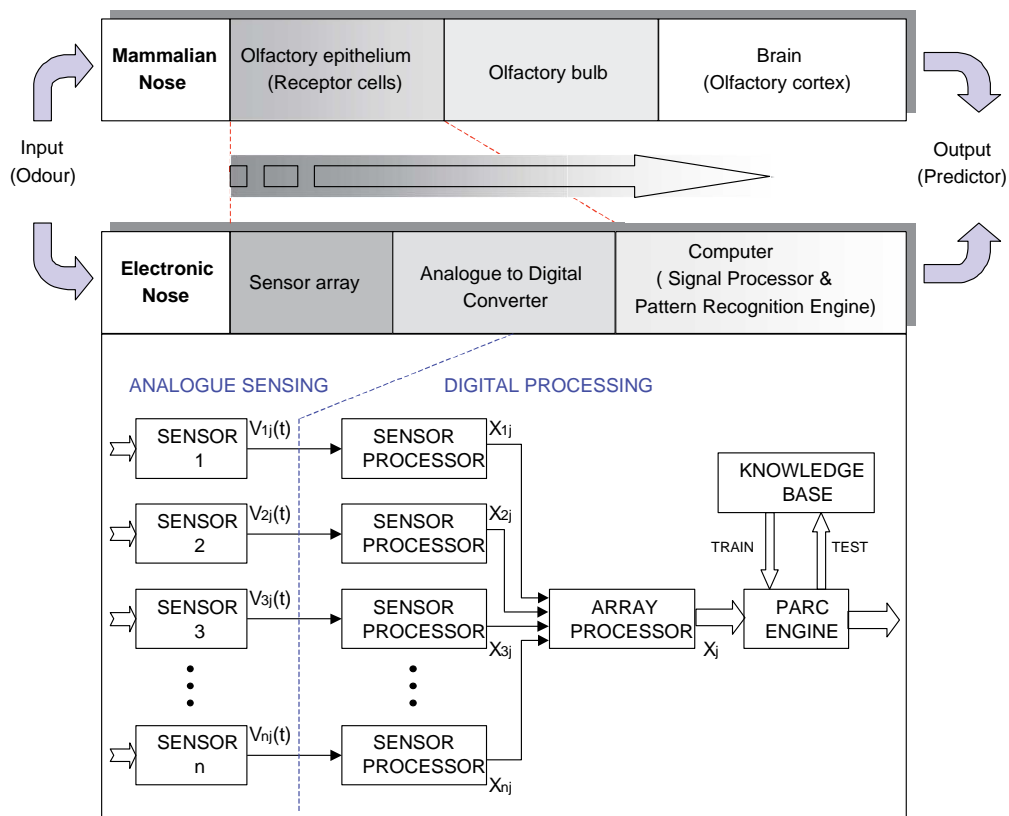 Mammalian
Nose
Olfactory epithelium
(Receptor cells)
Olfactory bulb
Brain
(Olfactory cortex)
Input
(Odour)
Output
(Predictor)
Electronic
Nose
Sensor array
Analogue to Digital
Converter
Computer
( Signal Processor &
Pattern Recognition Engine)
ANALOGUE SENSING
DIGITAL PROCESSING
SENSOR
1
V1j(t)
SENSOR
PROCESSOR
X1j
SENSOR
2
V2j(t)
SENSOR
PROCESSOR
X2j
SENSOR
3
V3j(t)
SENSOR
PROCESSOR
X3j
SENSOR
n
Vnj(t)
SENSOR
PROCESSOR
Xnj
ARRAY
PROCESSOR
Xj
KNOWLEDGE
BASE
TRAIN
TEST
PARC
ENGINE